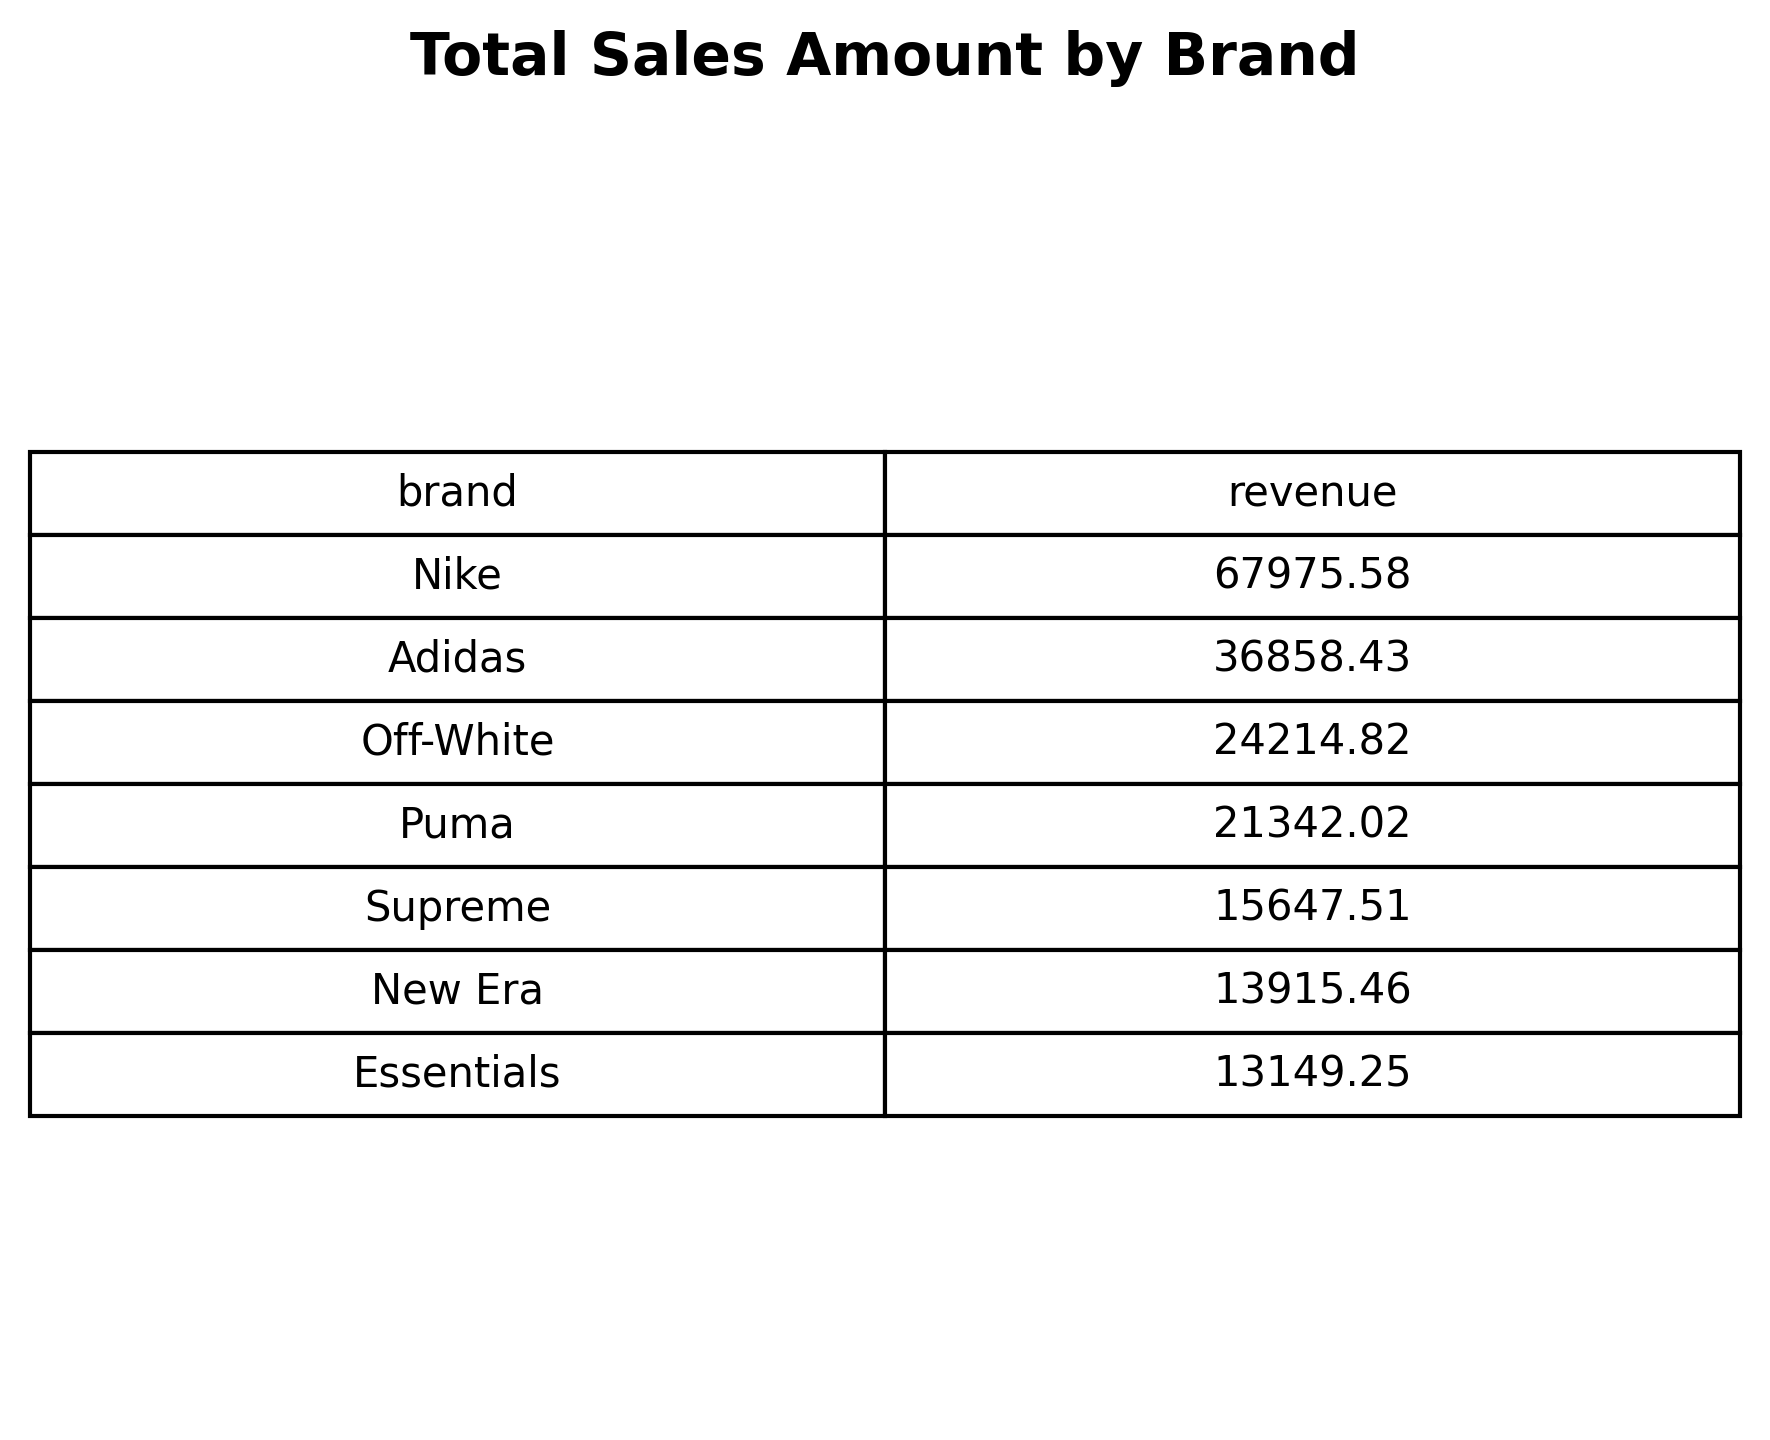 Total Sales Amount by Brand
brand revenue
Nike 67975.58
Adidas 36858.43
Off-White 24214.82
Puma 21342.02
Supreme 15647.51
New Era 13915.46
Essentials 13149.25